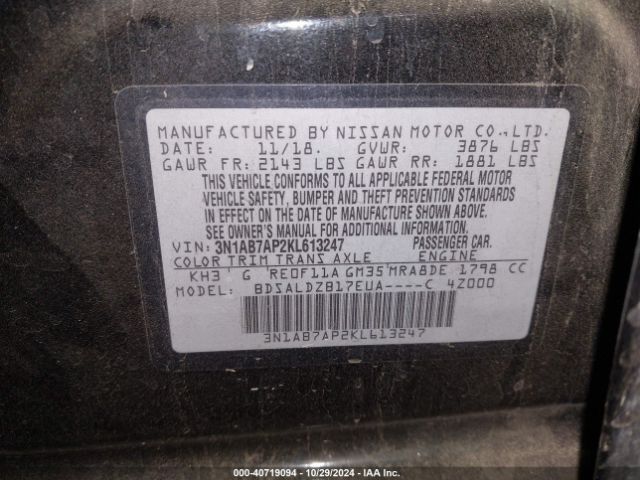 MANUFACTURED BY NISSAN MOTOR CO.,LTD.
DATE: 11/18. GVWR: 3876 LBS
GAWR FR: 2143 LBS GAWR RR: 1881 LBS
THIS VEHICLE CONFORMS TO ALL APPLICABLE FEDERAL MOTOR
VEHICLE SAFETY, BUMPER AND THEFT PREVENTION STANDARDS
IN EFFECT ON THE DATE OF MANUFACTURE SHOWN ABOVE.
SEE OWNER'S MANUAL FOR ADDITIONAL INFORMATION.
VIN: 3N1AB7AP2KL613247 PASSENGER CAR.
COLOR TRIM TRANS AXLE ENGINE
KH3 G RE0F11A GM35 MRA8DE 1798 CC
MODEL: BDSALDZB17EUA----C 4Z000
3N1AB7AP2KL613247
000-40719094 | 10/29/2024 | IAA Inc.